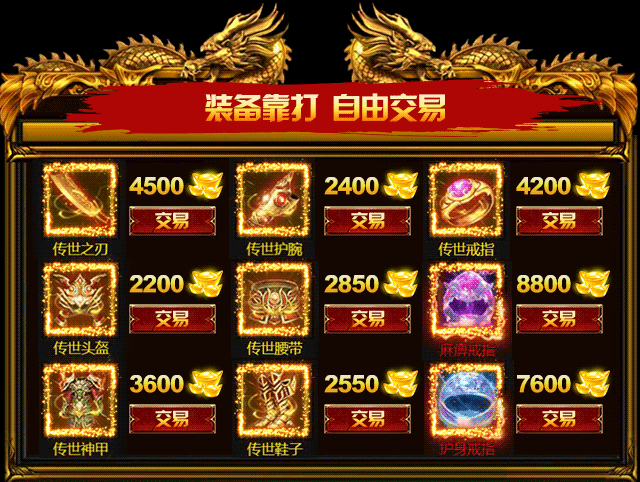 装备靠打 自由交易
4500 2400 4200
交易 交易 交易
传世之刃 传世护腕 传世戒指
2200 2850 8800
交易 交易 交易
传世头盔 传世腰带 麻痹戒指
3600 2550 7600
交易 交易 交易
传世神甲 传世鞋子 护身戒指